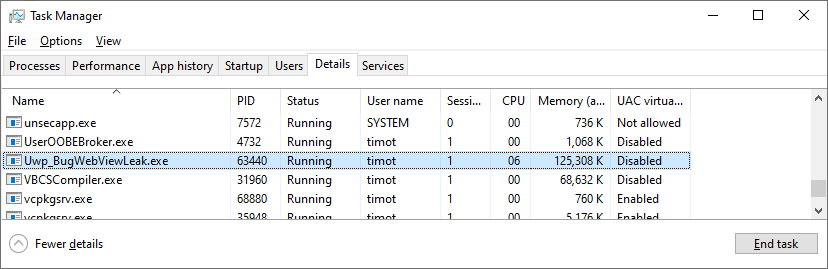 Task Manager
File Options View
Processes Performance App history Startup Users Details Services
Name PID Status User name Sessi... CPU Memory (a... UAC virtua...
unsecapp.exe 7572 Running SYSTEM 0 00 736 K Not allowed
UserOOBEBroker.exe 4732 Running timot 1 00 1,068 K Disabled
Uwp_BugWebViewLeak.exe 63440 Running timot 1 06 125,308 K Disabled
VBCSCompiler.exe 31960 Running timot 1 00 68,632 K Disabled
vcpkgsrv.exe 68880 Running timot 1 00 760 K Enabled
vcpkgsrv.exe 35948 Running timot 1 00 5,176 K Enabled
Fewer details End task